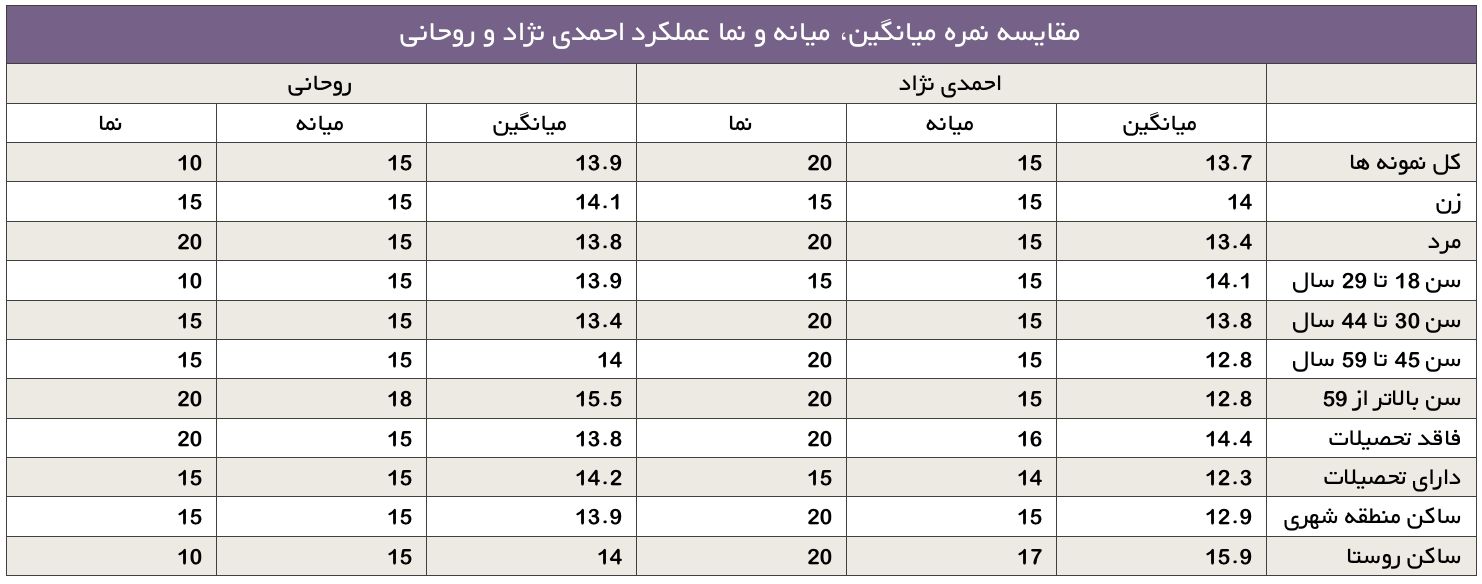 مقایسه نمره میانگین، میانه و نما عملکرد احمدی نژاد و روحانی
احمدی نژاد روحانی
میانگین میانه نما میانگین میانه نما
کل نمونه ها 13.7 15 20 13.9 15 10
زن 14 15 15 14.1 15 15
مرد 13.4 15 20 13.8 15 20
سن 18 تا 29 سال 14.1 15 15 13.9 15 10
سن 30 تا 44 سال 13.8 15 20 13.4 15 15
سن 45 تا 59 سال 12.8 15 20 14 15 15
سن بالاتر از 59 12.8 15 20 15.5 18 20
فاقد تحصیلات 14.4 16 20 13.8 15 20
دارای تحصیلات 12.3 14 15 14.2 15 15
ساکن منطقه شهری 12.9 15 20 13.9 15 15
ساکن روستا 15.9 17 20 14 15 10